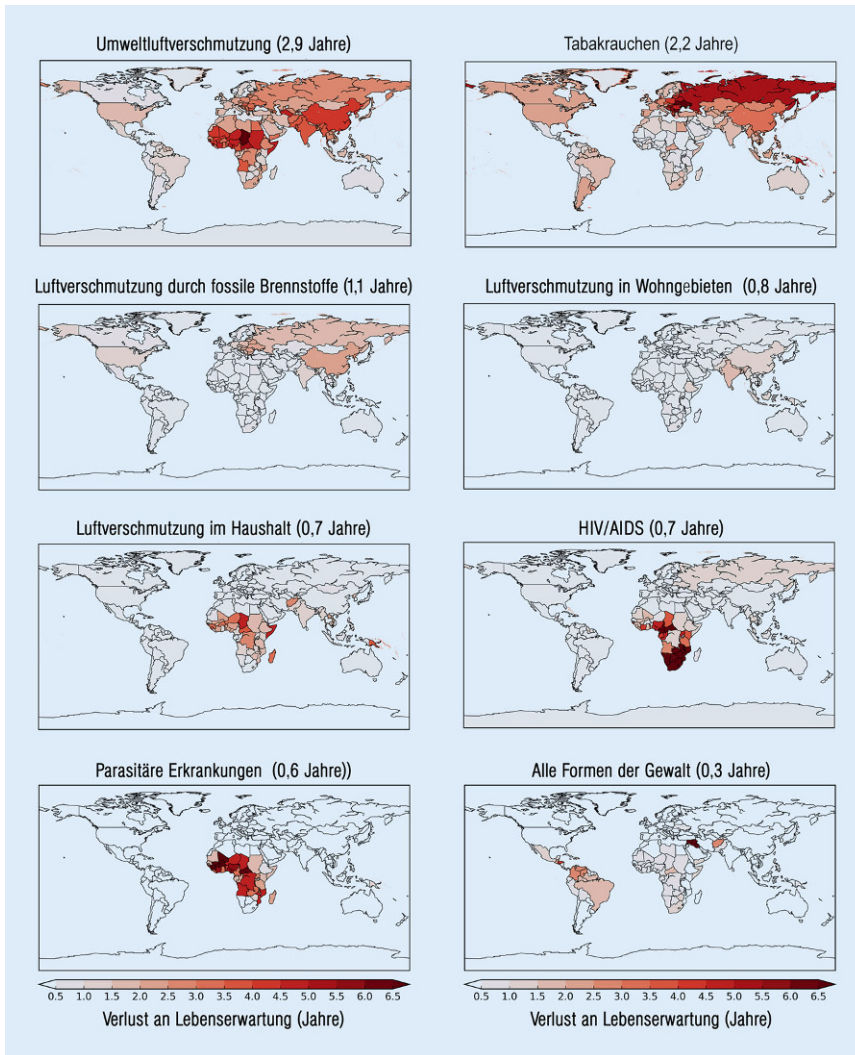 Umweltluftverschmutzung (2,9 Jahre)
Tabakrauchen (2,2 Jahre)
Luftverschmutzung durch fossile Brennstoffe (1,1 Jahre)
Luftverschmutzung in Wohngebieten (0,8 Jahre)
Luftverschmutzung im Haushalt (0,7 Jahre)
HIV/AIDS (0,7 Jahre)
Parasitäre Erkrankungen (0,6 Jahre))
Alle Formen der Gewalt (0,3 Jahre)
0.5 1.0 1.5 2.0 2.5 3.0 3.5 4.0 4.5 5.0 5.5 6.0 6.5
Verlust an Lebenserwartung (Jahre)
0.5 1.0 1.5 2.0 2.5 3.0 3.5 4.0 4.5 5.0 5.5 6.0 6.5
Verlust an Lebenserwartung (Jahre)